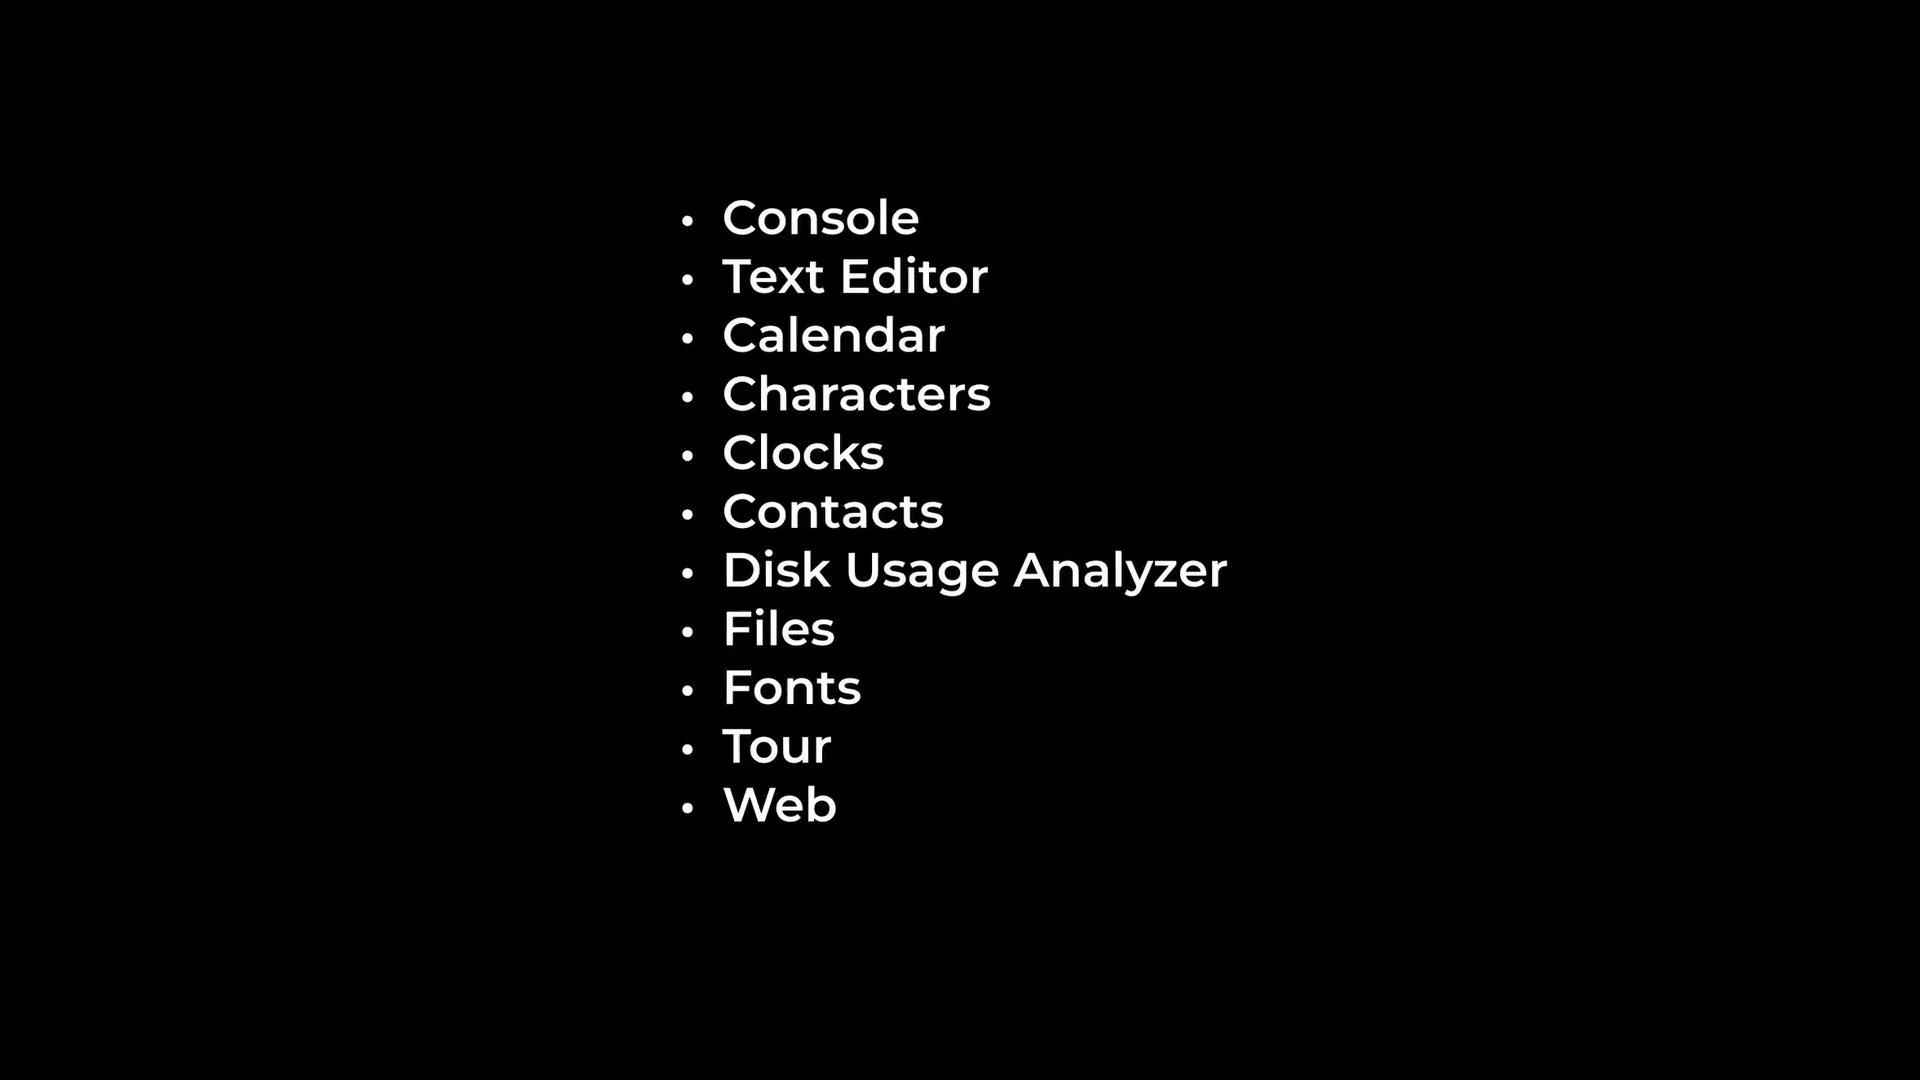 • Console
• Text Editor
• Calendar
• Characters
• Clocks
• Contacts
• Disk Usage Analyzer
• Files
• Fonts
• Tour
• Web